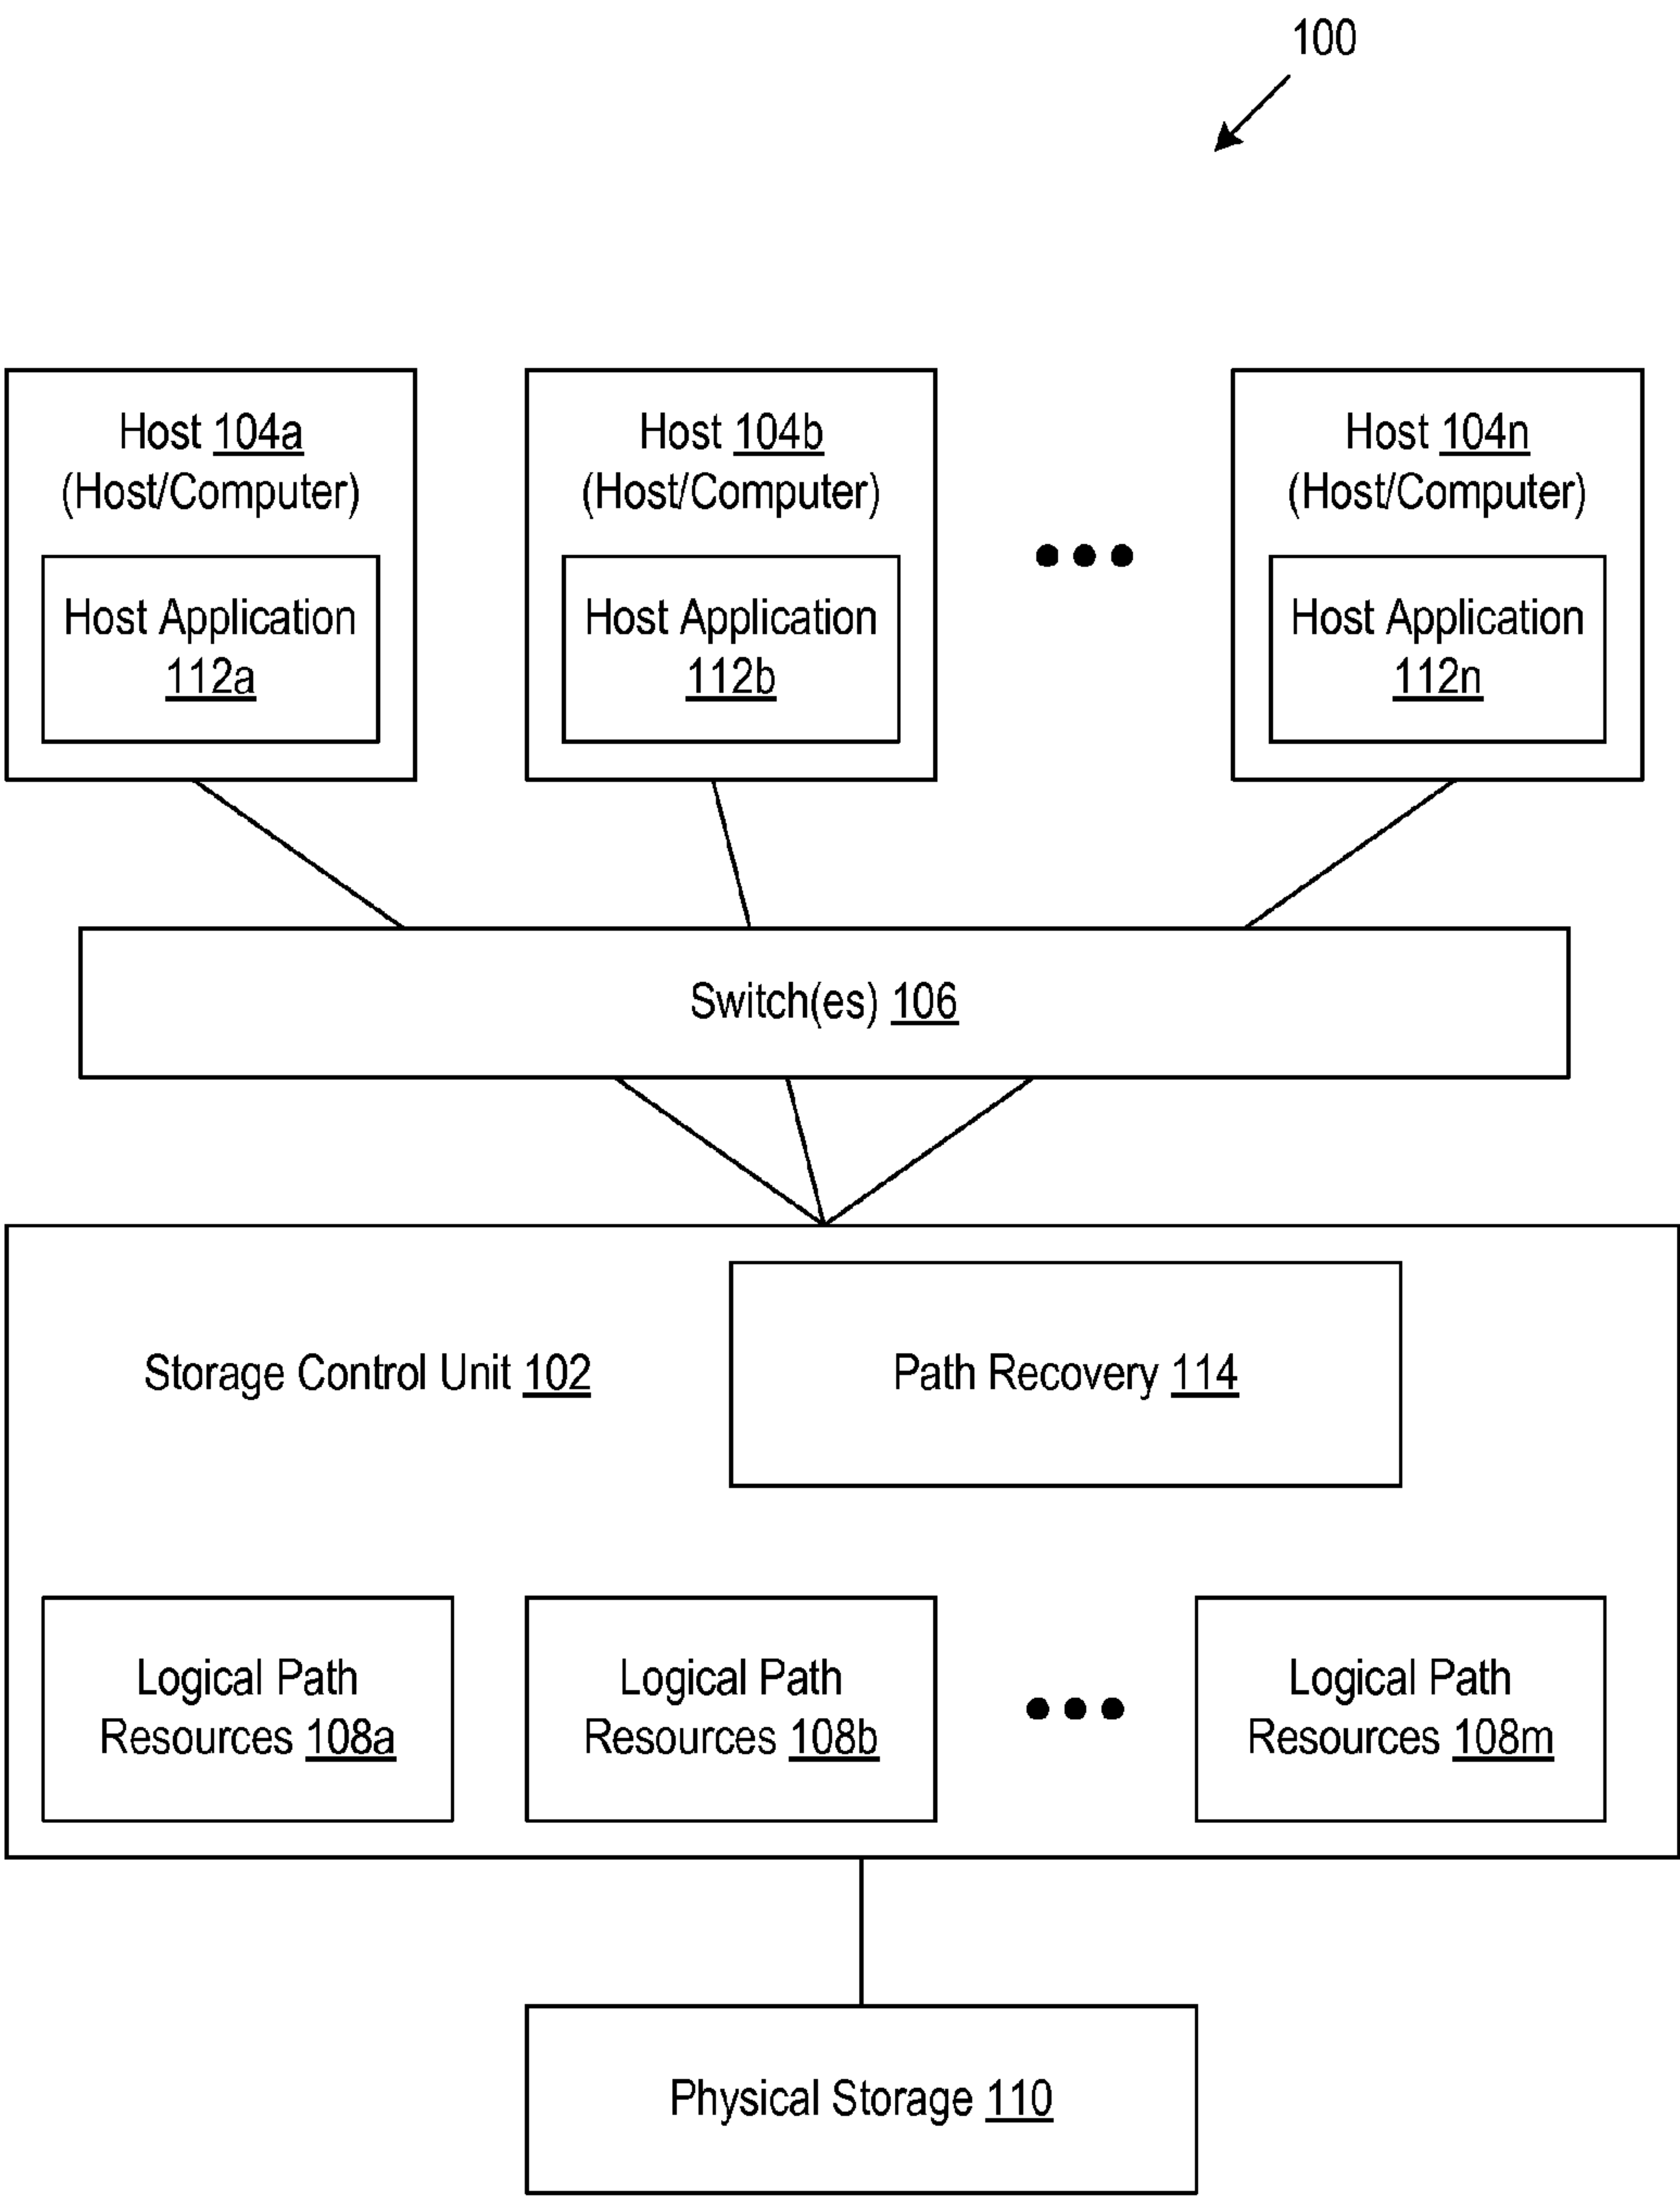 100
Host 104a
(Host/Computer)
Host Application
112a
Host 104b
(Host/Computer)
Host Application
112b
Host 104n
(Host/Computer)
Host Application
112n
Switch(es) 106
Storage Control Unit 102
Path Recovery 114
Logical Path
Resources 108a
Logical Path
Resources 108b
Logical Path
Resources 108m
Physical Storage 110